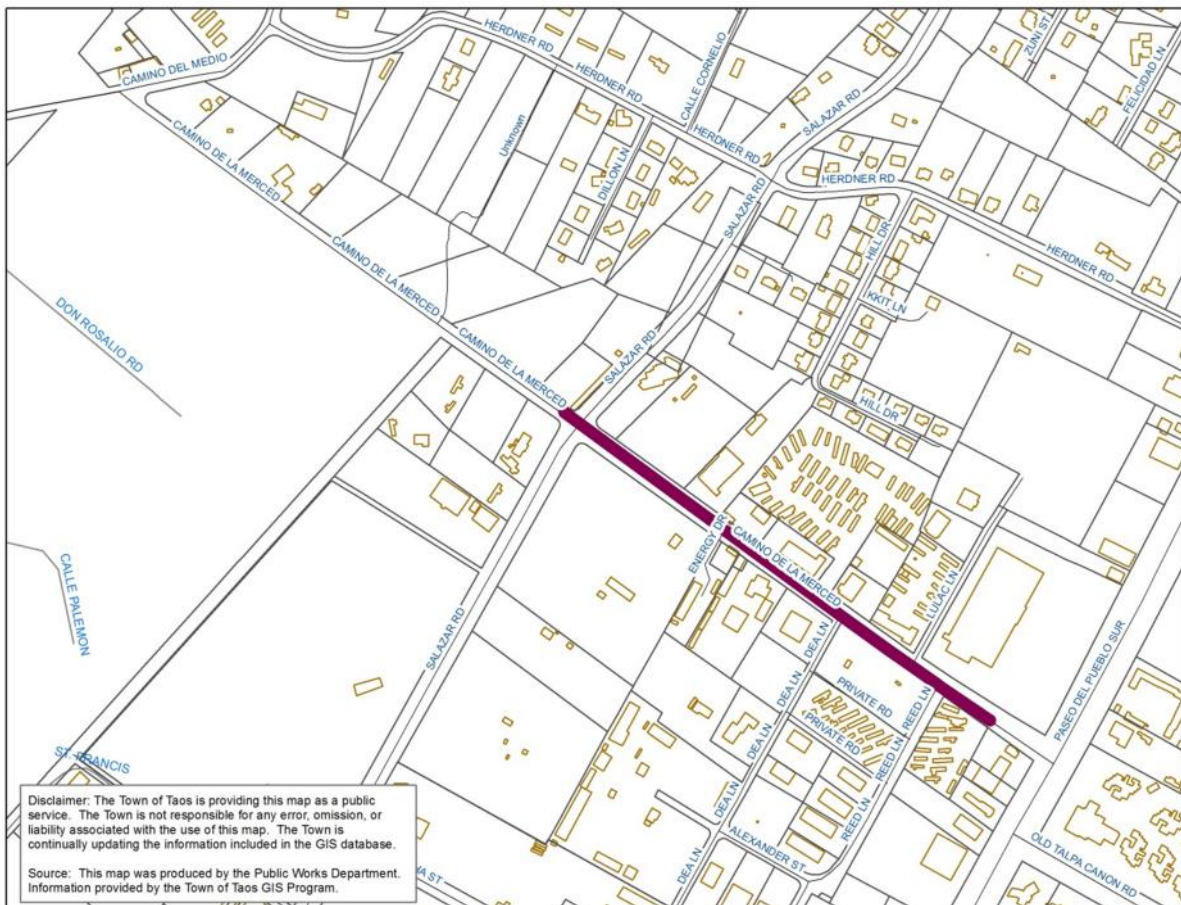 CAMINO DEL MEDIO
HERDNER RD
HERDNER RD
CALLE CORNELIO
ZUNI ST
FELICIDAD LN
CAMINO DE LA MERCED
Unknown
DILLON LN
HERDNER RD
SALAZAR RD
HERDNER RD
SALAZAR RD
HILL DR
HERDNER RD
CAMINO DE LA MERCED
KKIT LN
DON ROSALIO RD
CAMINO DE LA MERCED
SALAZAR RD
HILL DR
ENERGY DR
CAMINO DE LA MERCED
LULAC LN
CALLE PALEMON
SALAZAR RD
DEA LN
PRIVATE RD
REED LN
PASEO DEL PUEBLO SUR
DEA LN
PRIVATE RD
REED LN
ST. FRANCIS
DEA LN
REED LN
DEA LN
ALEXANDER ST
OLD TALPA CANON RD
DEA LN
HA ST
Disclaimer: The Town of Taos is providing this map as a public
service. The Town is not responsible for any error, omission, or
liability associated with the use of this map. The Town is
continually updating the information included in the GIS database.
Source: This map was produced by the Public Works Department.
Information provided by the Town of Taos GIS Program.